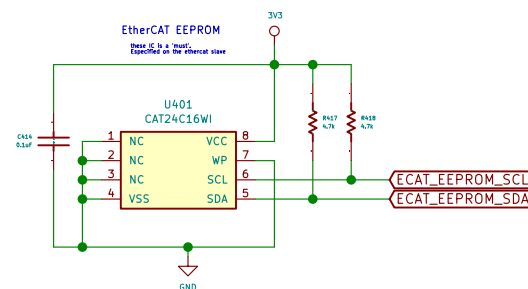 3V3
EtherCAT EEPROM
these IC is a 'must'.
Especified on the ethercat slave
U401
CAT24C16WI
C414
0.1uF
R417
4.7k
R418
4.7k
1 NC VCC 8
2 NC WP 7
3 NC SCL 6
4 VSS SDA 5
ECAT_EEPROM_SCL
ECAT_EEPROM_SDA
GND